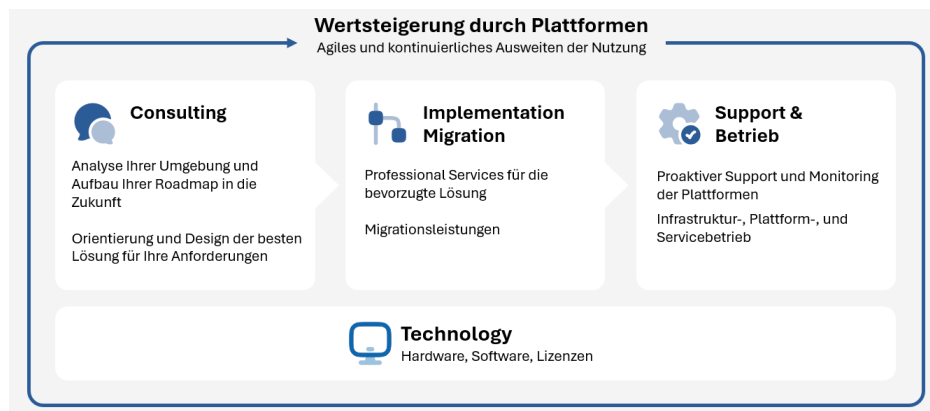 Wertsteigerung durch Plattformen
Agiles und kontinuierliches Ausweiten der Nutzung
Consulting
Analyse Ihrer Umgebung und
Aufbau Ihrer Roadmap in die
Zukunft
Orientierung und Design der besten
Lösung für Ihre Anforderungen
Implementation
Migration
Professional Services für die
bevorzugte Lösung
Migrationsleistungen
Support &
Betrieb
Proaktiver Support und Monitoring
der Plattformen
Infrastruktur-, Plattform-, und
Servicebetrieb
Technology
Hardware, Software, Lizenzen